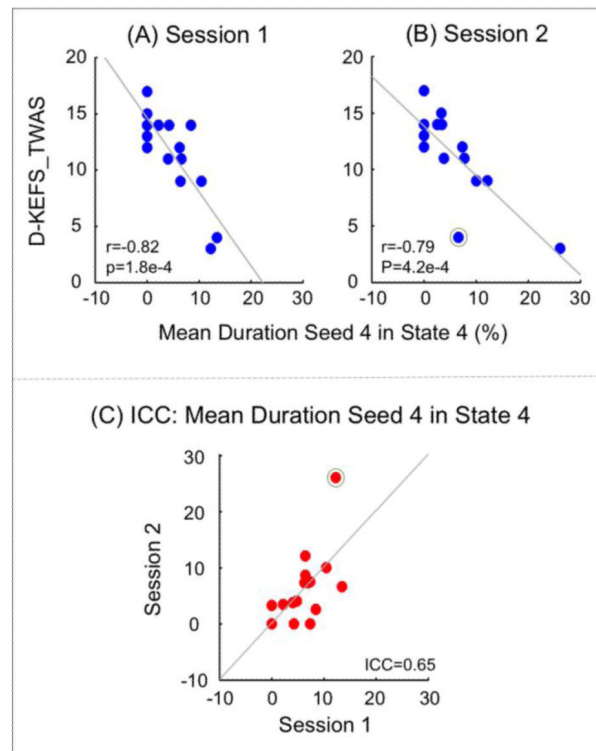 (A) Session 1
(B) Session 2
D-KEFS_TWAS
20
15
10
5
0
r=-0.82
p=1.8e-4
-10 0 10 20 30
20
15
10
5
0
r=-0.79
P=4.2e-4
-10 0 10 20 30
Mean Duration Seed 4 in State 4 (%)
(C) ICC: Mean Duration Seed 4 in State 4
Session 2
30
20
10
0
-10
ICC=0.65
-10 0 10 20 30
Session 1